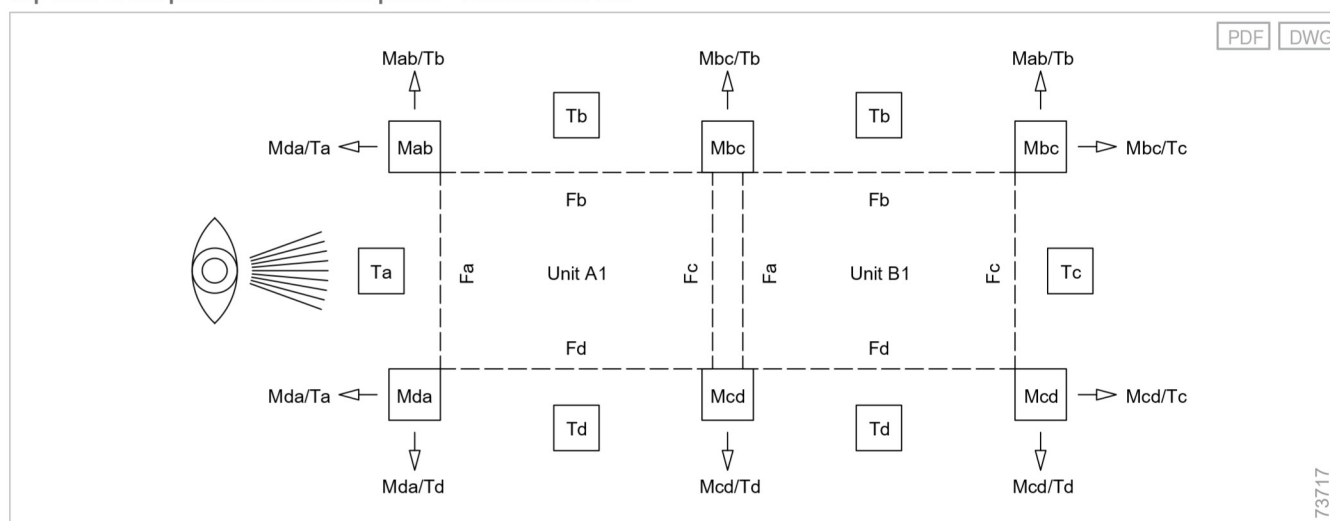 PDF DWG
Mab/Tb Mbc/Tb Mab/Tb
Tb Tb
Mda/Ta Mab Mbc Mbc Mbc/Tc
Fb Fb
Ta Fa Unit A1 Fc Fa Unit B1 Fc Tc
Fd Fd
Mda/Ta Mda Mcd Mcd Mcd/Tc
Td Td
Mda/Td Mcd/Td Mcd/Td
73717